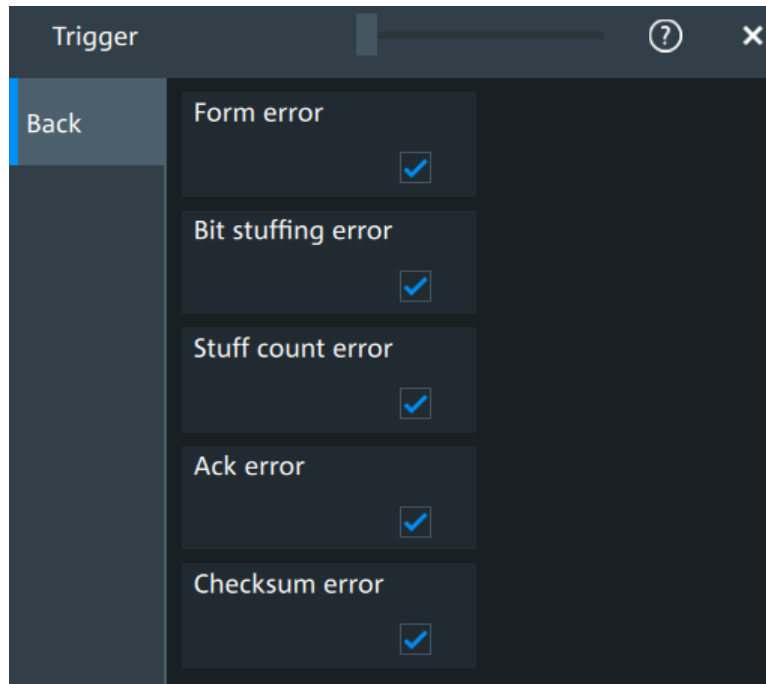 Trigger
?
Back
Form error
Bit stuffing error
Stuff count error
Ack error
Checksum error